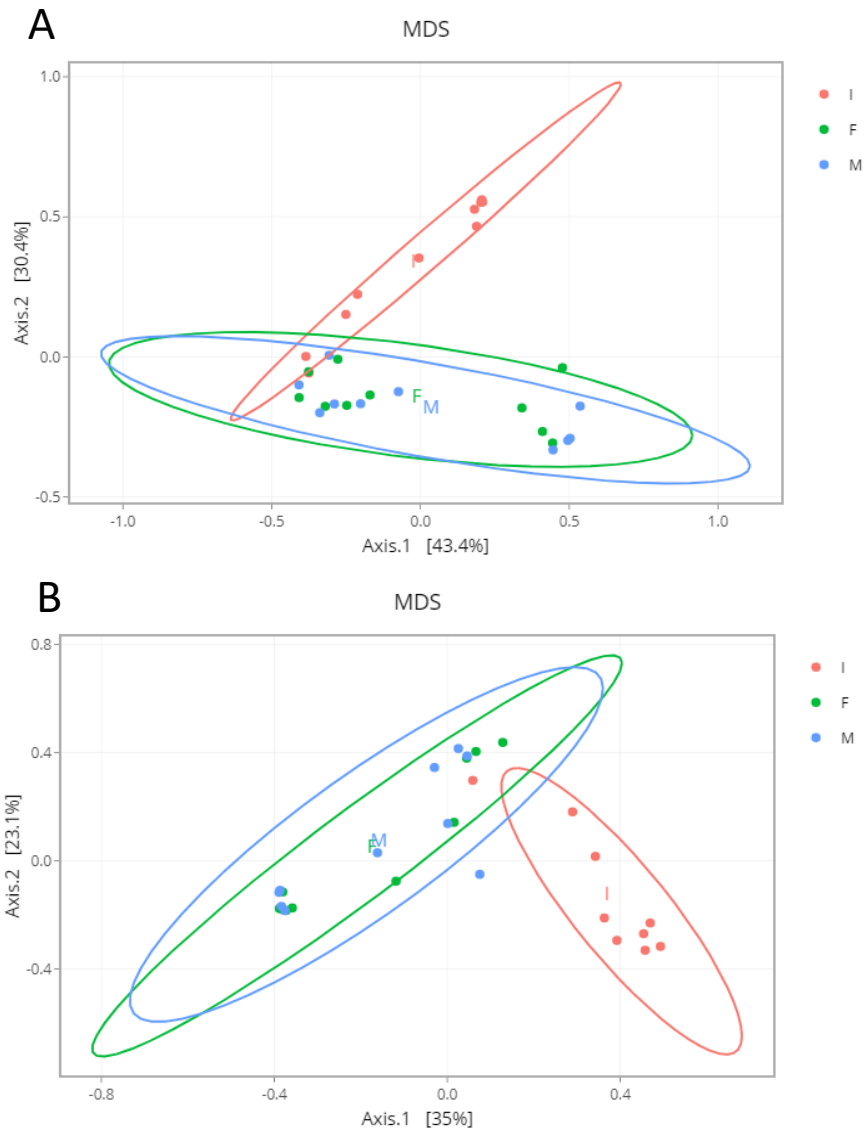 A
MDS
1.0
0.5
0.0
-0.5
Axis.2 [30.4%]
-1.0 -0.5 0.0 0.5 1.0
Axis.1 [43.4%]
I
F
M
I
F
M
B
MDS
0.8
0.4
0.0
-0.4
Axis.2 [23.1%]
-0.8 -0.4 0.0 0.4
Axis.1 [35%]
F
M
I
I
F
M